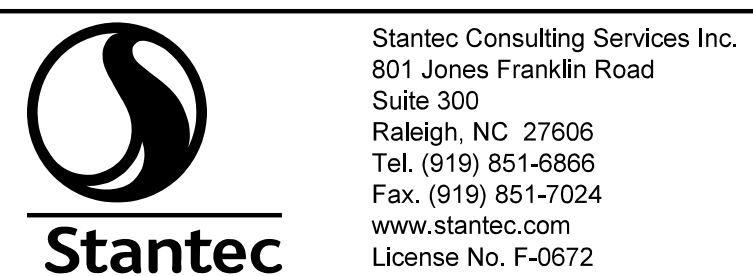 Stantec
Stantec Consulting Services Inc.
801 Jones Franklin Road
Suite 300
Raleigh, NC  27606
Tel. (919) 851-6866
Fax. (919) 851-7024
www.stantec.com
License No. F-0672